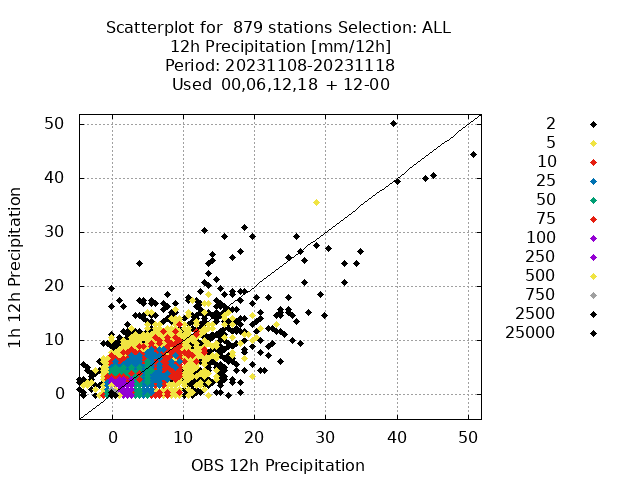 Scatterplot for  879 stations Selection: ALL
12h Precipitation [mm/12h]
Period: 20231108-20231118
Used  00,06,12,18  + 12-00
1h 12h Precipitation
50
40
30
20
10
0
0 10 20 30 40 50
OBS 12h Precipitation
2
5
10
25
50
75
100
250
500
750
2500
25000